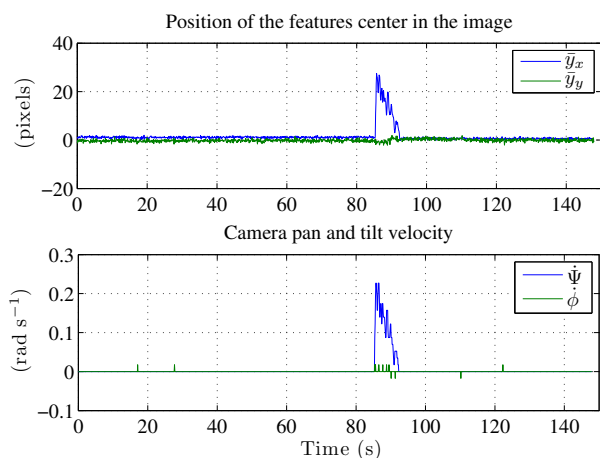 Position of the features center in the image
(pixels)
40
20
0
−20
ȳ_x
ȳ_y
0 20 40 60 80 100 120 140
Camera pan and tilt velocity
(rad s⁻¹)
0.3
0.2
0.1
0
−0.1
Ψ̇
ϕ̇
0 20 40 60 80 100 120 140
Time (s)